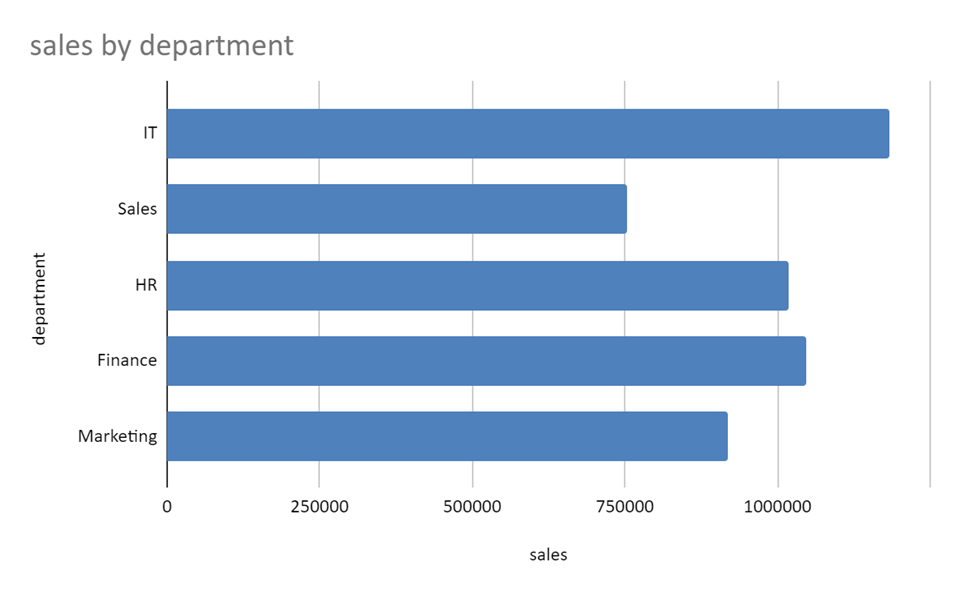 sales by department
IT
Sales
HR
Finance
Marketing
department
0 250000 500000 750000 1000000
sales